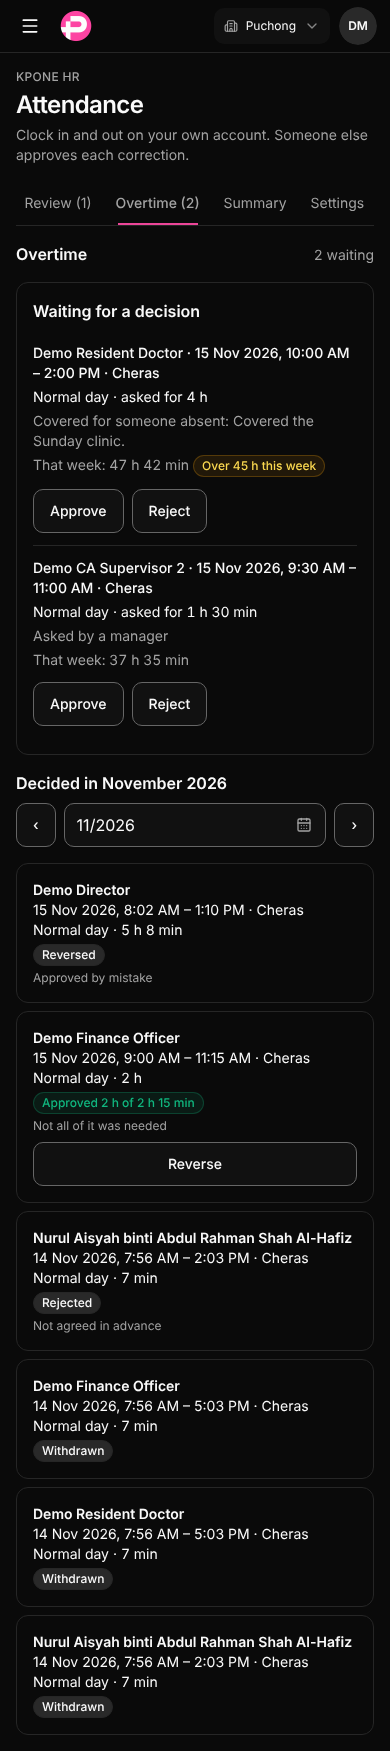 Puchong
DM
KPONE HR
Attendance
Clock in and out on your own account. Someone else
approves each correction.
Review (1)
Overtime (2)
Summary
Settings
Overtime
2 waiting
Waiting for a decision
Demo Resident Doctor · 15 Nov 2026, 10:00 AM
– 2:00 PM · Cheras
Normal day · asked for 4 h
Covered for someone absent: Covered the
Sunday clinic.
That week: 47 h 42 min Over 45 h this week
Approve
Reject
Demo CA Supervisor 2 · 15 Nov 2026, 9:30 AM –
11:00 AM · Cheras
Normal day · asked for 1 h 30 min
Asked by a manager
That week: 37 h 35 min
Approve
Reject
Decided in November 2026
‹
11/2026
›
Demo Director
15 Nov 2026, 8:02 AM – 1:10 PM · Cheras
Normal day · 5 h 8 min
Reversed
Approved by mistake
Demo Finance Officer
15 Nov 2026, 9:00 AM – 11:15 AM · Cheras
Normal day · 2 h
Approved 2 h of 2 h 15 min
Not all of it was needed
Reverse
Nurul Aisyah binti Abdul Rahman Shah Al-Hafiz
14 Nov 2026, 7:56 AM – 2:03 PM · Cheras
Normal day · 7 min
Rejected
Not agreed in advance
Demo Finance Officer
14 Nov 2026, 7:56 AM – 5:03 PM · Cheras
Normal day · 7 min
Withdrawn
Demo Resident Doctor
14 Nov 2026, 7:56 AM – 5:03 PM · Cheras
Normal day · 7 min
Withdrawn
Nurul Aisyah binti Abdul Rahman Shah Al-Hafiz
14 Nov 2026, 7:56 AM – 2:03 PM · Cheras
Normal day · 7 min
Withdrawn